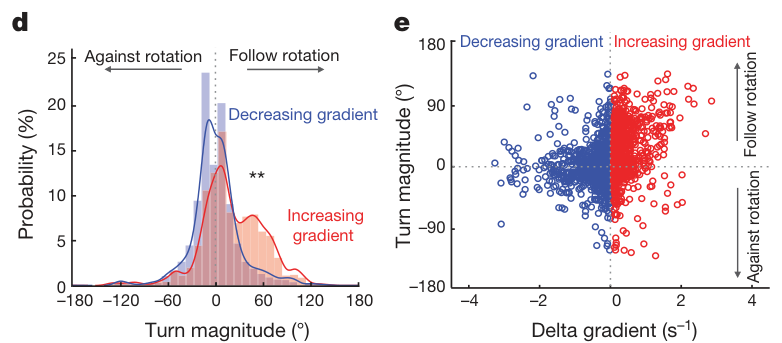 d
Against rotation
Follow rotation
Decreasing gradient
**
Increasing
gradient
Probability (%)
25
20
15
10
5
0
−180 −120 −60 0 60 120 180
Turn magnitude (°)
e
Decreasing gradient
Increasing gradient
Follow rotation
Against rotation
Turn magnitude (°)
180
90
0
−90
−180
−4 −2 0 2 4
Delta gradient (s⁻¹)